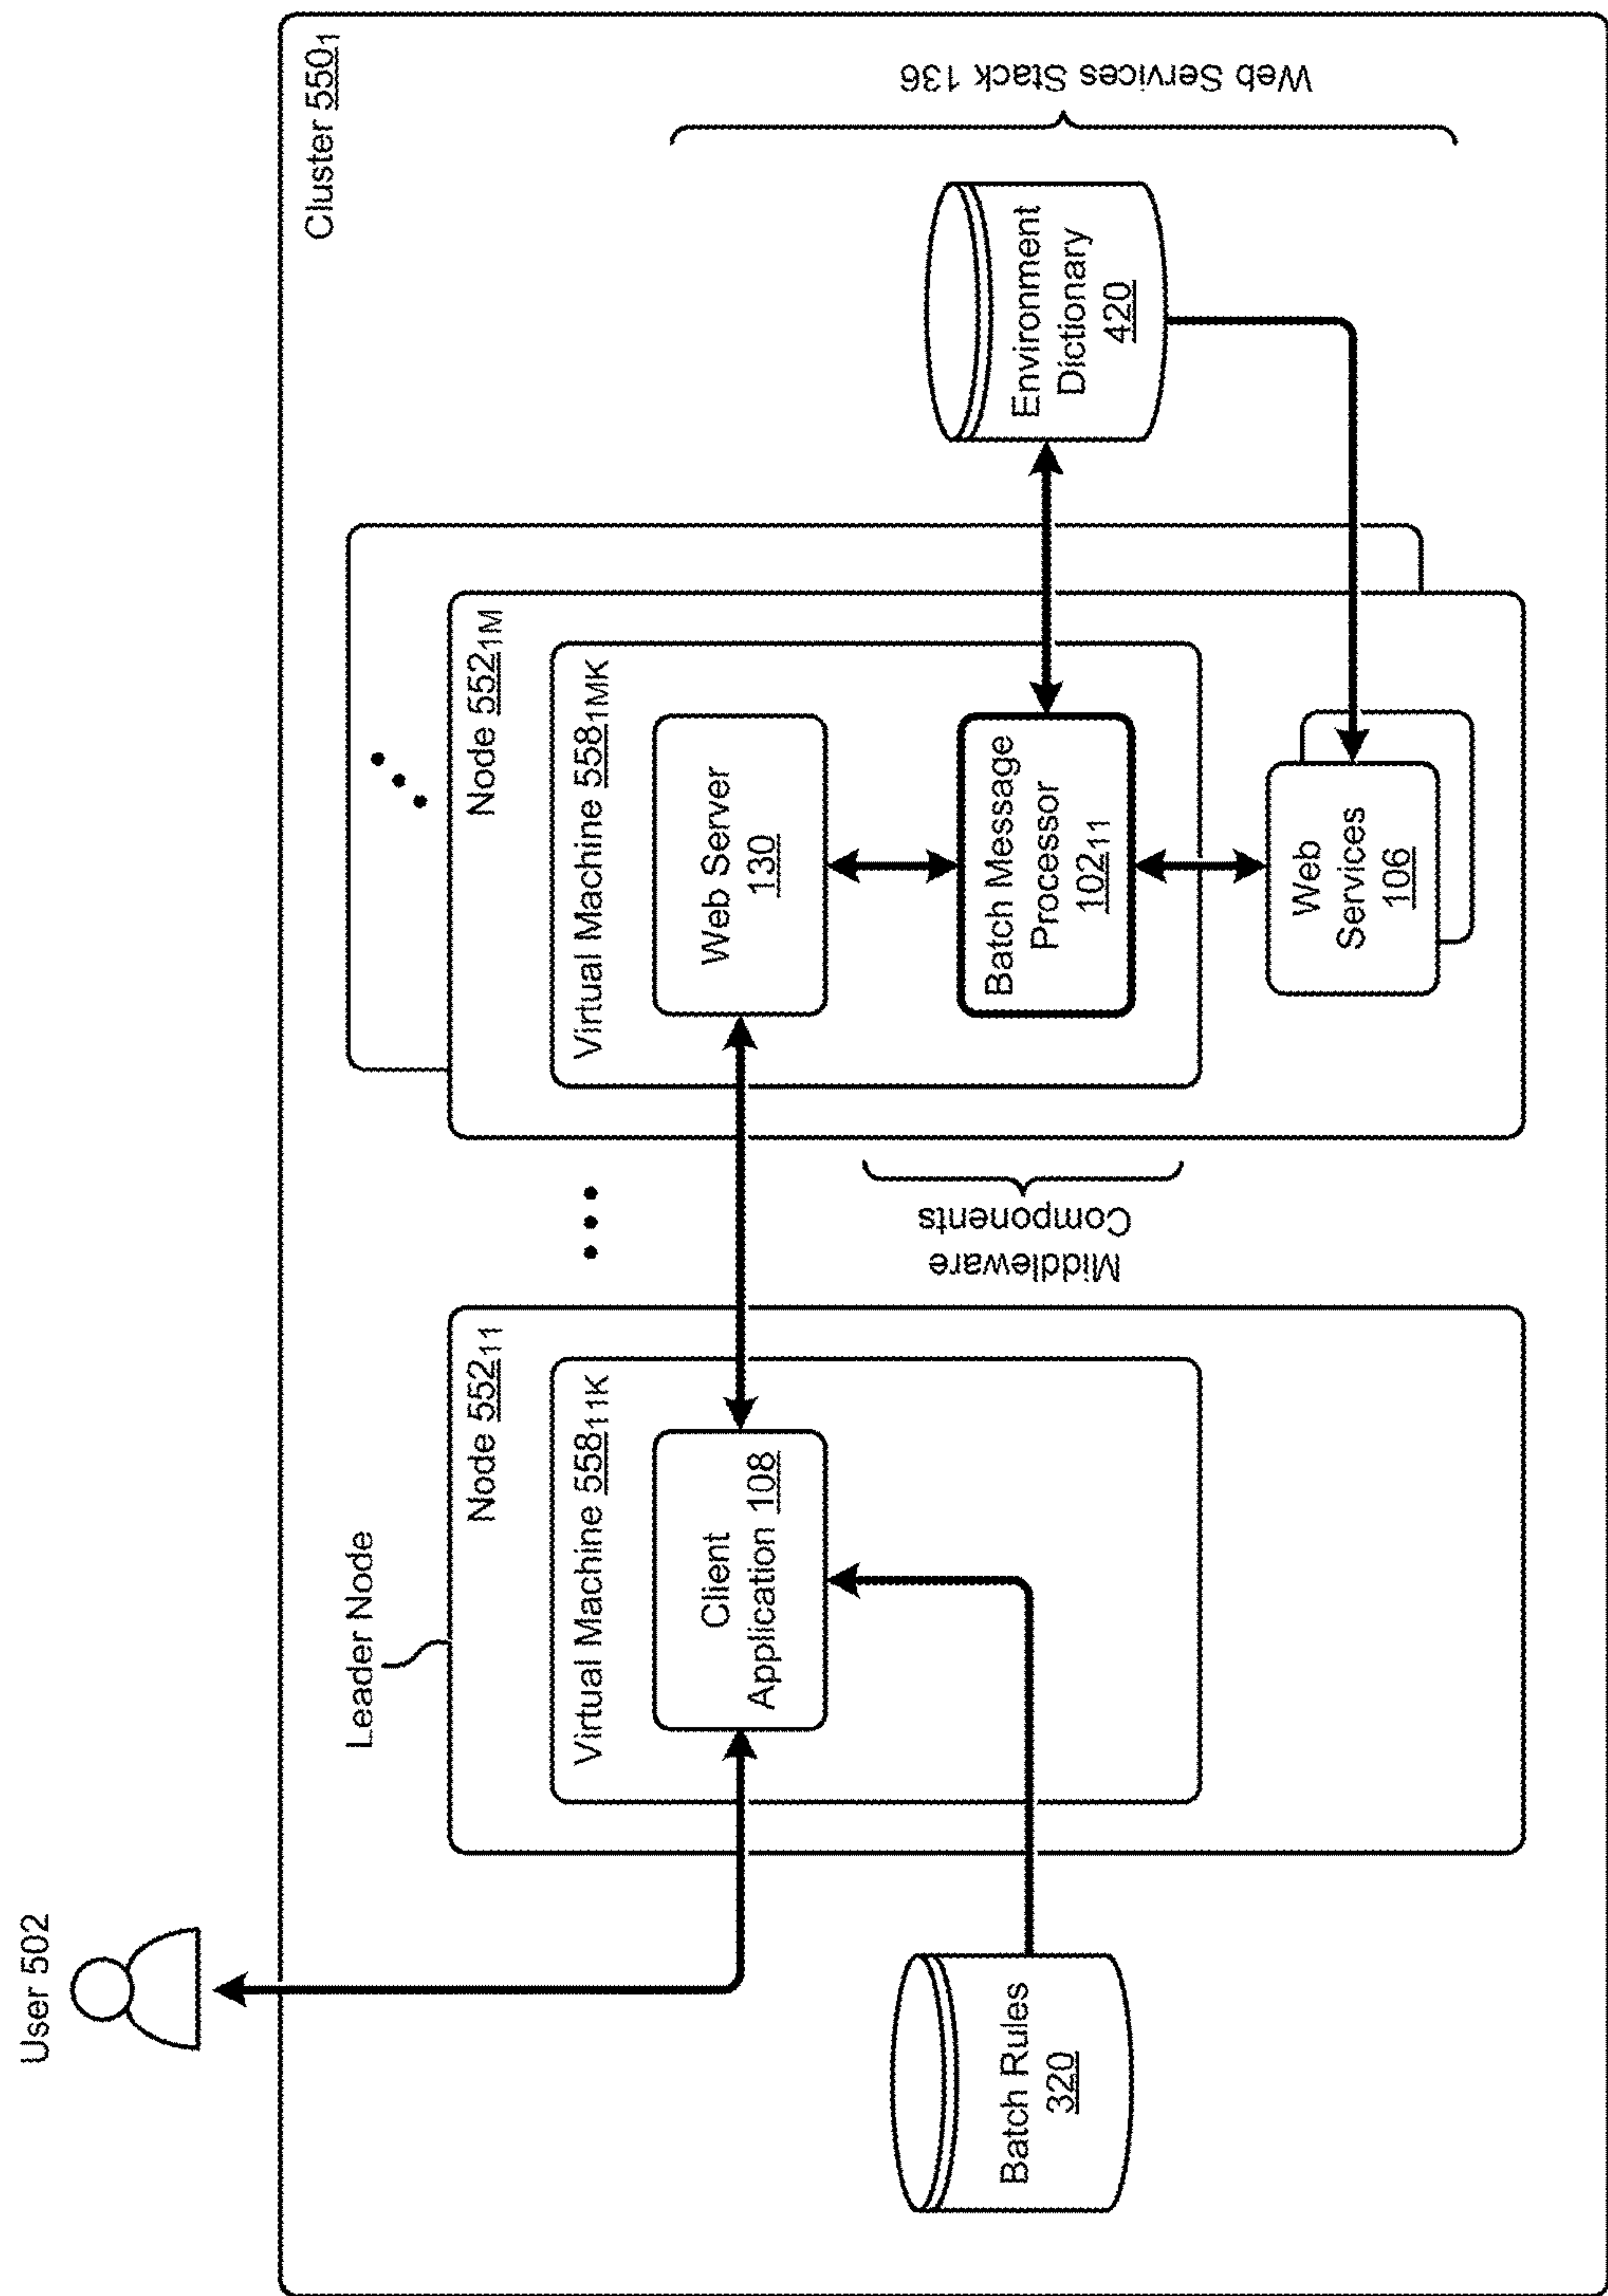 User 502
Cluster 550₁
Leader Node
Node 552₁₁
Virtual Machine 558₁₁K
Client
Application 108
Batch Rules
320
Middleware
Components
Node 552₁M
Virtual Machine 558₁MK
Web Server
130
Batch Message
Processor
102₁₁
Web
Services
106
Environment
Dictionary
420
Web Services Stack 136